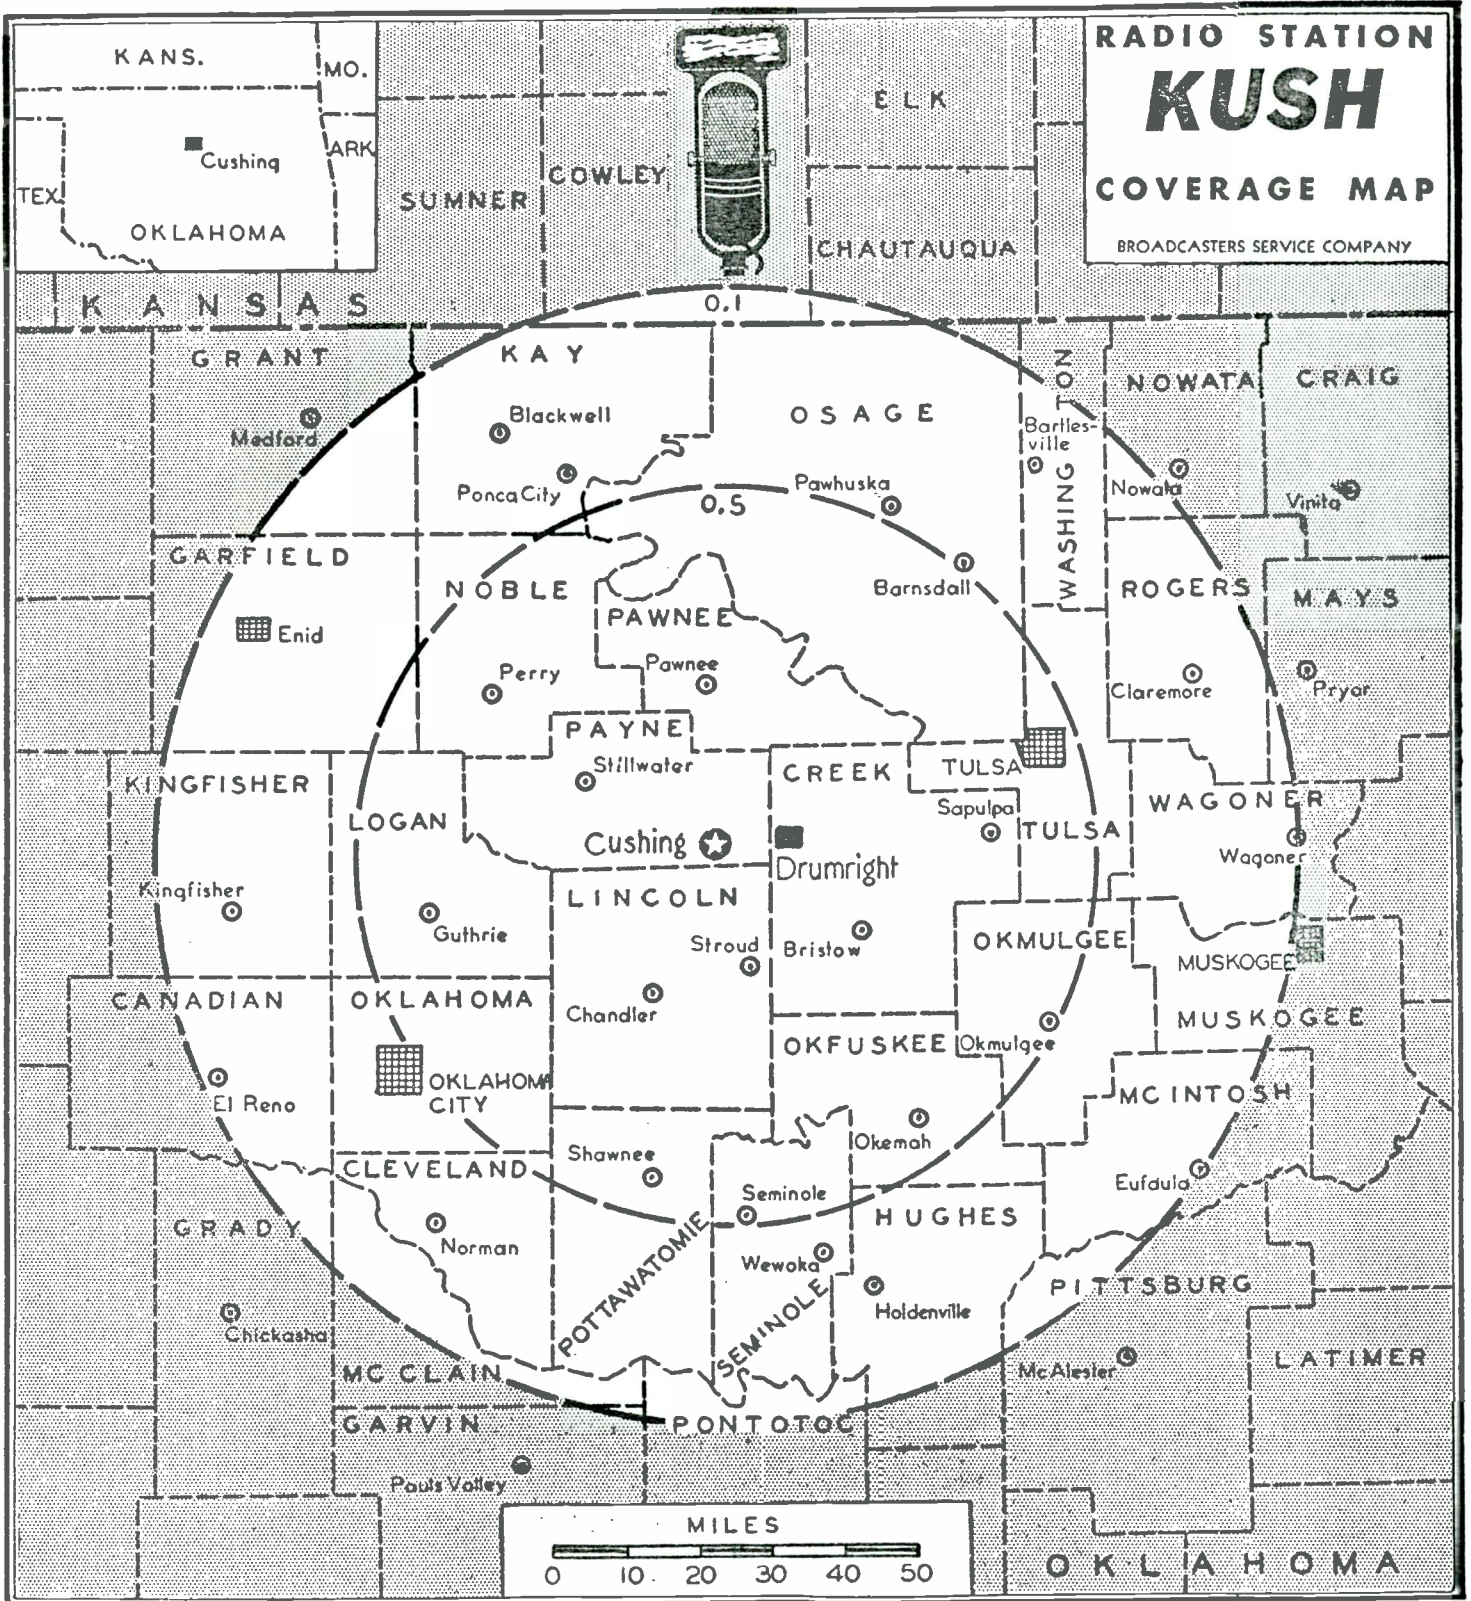 KANS.
MO.
ARK
TEX.
Cushing
OKLAHOMA
RADIO STATION
KUSH
COVERAGE MAP
BROADCASTERS SERVICE COMPANY
ELK
COWLEY
SUMNER
CHAUTAUQUA
KANSAS
0.1
GRANT
KAY
OSAGE
WASHINGTON
NOWATA
CRAIG
Medford
Blackwell
Ponca City
Bartles-
ville
Pawhuska
Nowata
Vinita
0.5
GARFIELD
NOBLE
Barnsdall
ROGERS
MAYS
PAWNEE
Enid
Perry
Pawnee
Claremore
Pryor
PAYNE
Stillwater
CREEK
TULSA
KINGFISHER
LOGAN
Sapulpa
TULSA
WAGONER
Cushing
Drumright
Wagoner
Kingfisher
Guthrie
LINCOLN
Stroud
Bristow
OKMULGEE
MUSKOGEE
CANADIAN
OKLAHOMA
Chandler
MUSKOGEE
OKFUSKEE
Okmulgee
OKLAHOMA
CITY
El Reno
MCINTOSH
Okemah
CLEVELAND
Shawnee
Eufaula
Seminole
GRADY
Norman
HUGHES
POTTAWATOMIE
Wewoka
SEMINOLE
PITTSBURG
Holdenville
Chickasha
MC CLAIN
McAlester
LATIMER
GARVIN
PONTOTOC
Pauls Valley
MILES
0 10 20 30 40 50
OKLAHOMA